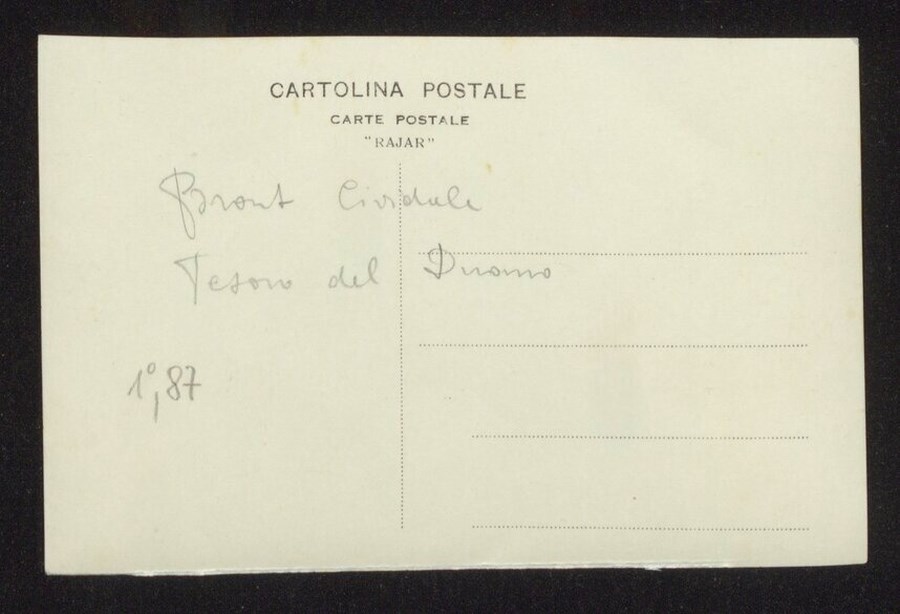 CARTOLINA POSTALE
CARTE POSTALE
"RAJAR"
Bront Cividale
Tesoro del Duomo
1°,87